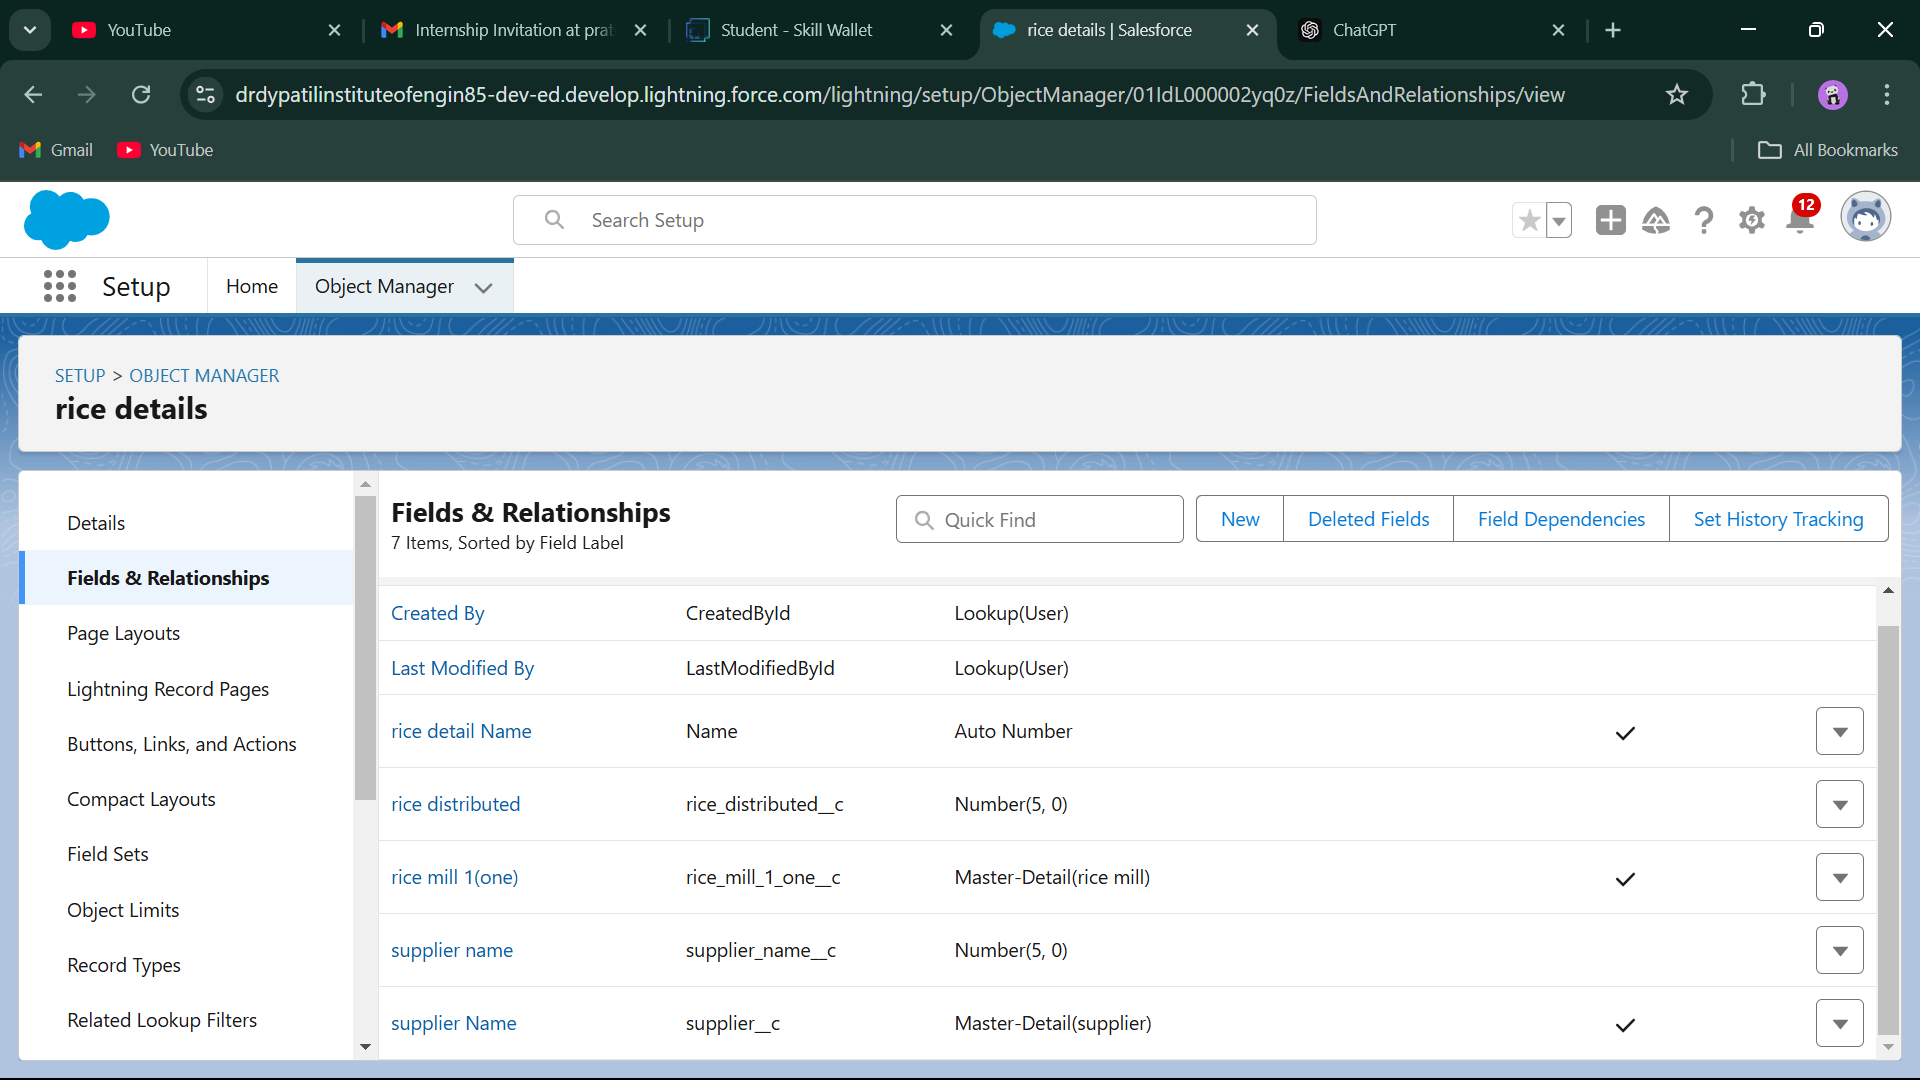 YouTube
Internship Invitation at prat
Student - Skill Wallet
rice details | Salesforce
ChatGPT
drdypatilinstituteofengin85-dev-ed.develop.lightning.force.com/lightning/setup/ObjectManager/01IdL000002yq0z/FieldsAndRelationships/view
Gmail
YouTube
All Bookmarks
Search Setup
12
Setup
Home
Object Manager
SETUP > OBJECT MANAGER
rice details
Details
Fields & Relationships
Page Layouts
Lightning Record Pages
Buttons, Links, and Actions
Compact Layouts
Field Sets
Object Limits
Record Types
Related Lookup Filters
Fields & Relationships
7 Items, Sorted by Field Label
Quick Find
New
Deleted Fields
Field Dependencies
Set History Tracking
Created By CreatedById Lookup(User)
Last Modified By LastModifiedById Lookup(User)
rice detail Name Name Auto Number
rice distributed rice_distributed__c Number(5, 0)
rice mill 1(one) rice_mill_1_one__c Master-Detail(rice mill)
supplier name supplier_name__c Number(5, 0)
supplier Name supplier__c Master-Detail(supplier)